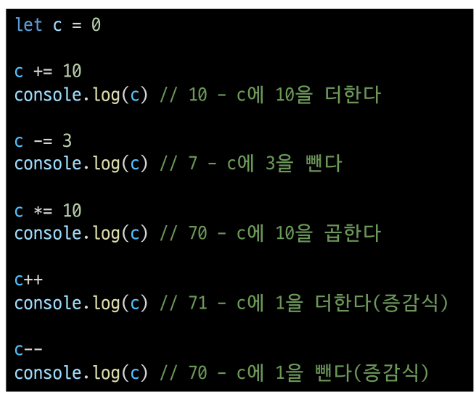 let c = 0
c += 10
console.log(c) // 10 - c에 10을 더한다
c -= 3
console.log(c) // 7 - c에 3을 뺀다
c *= 10
console.log(c) // 70 - c에 10을 곱한다
c++
console.log(c) // 71 - c에 1을 더한다(증감식)
c--
console.log(c) // 70 - c에 1을 뺀다(증감식)